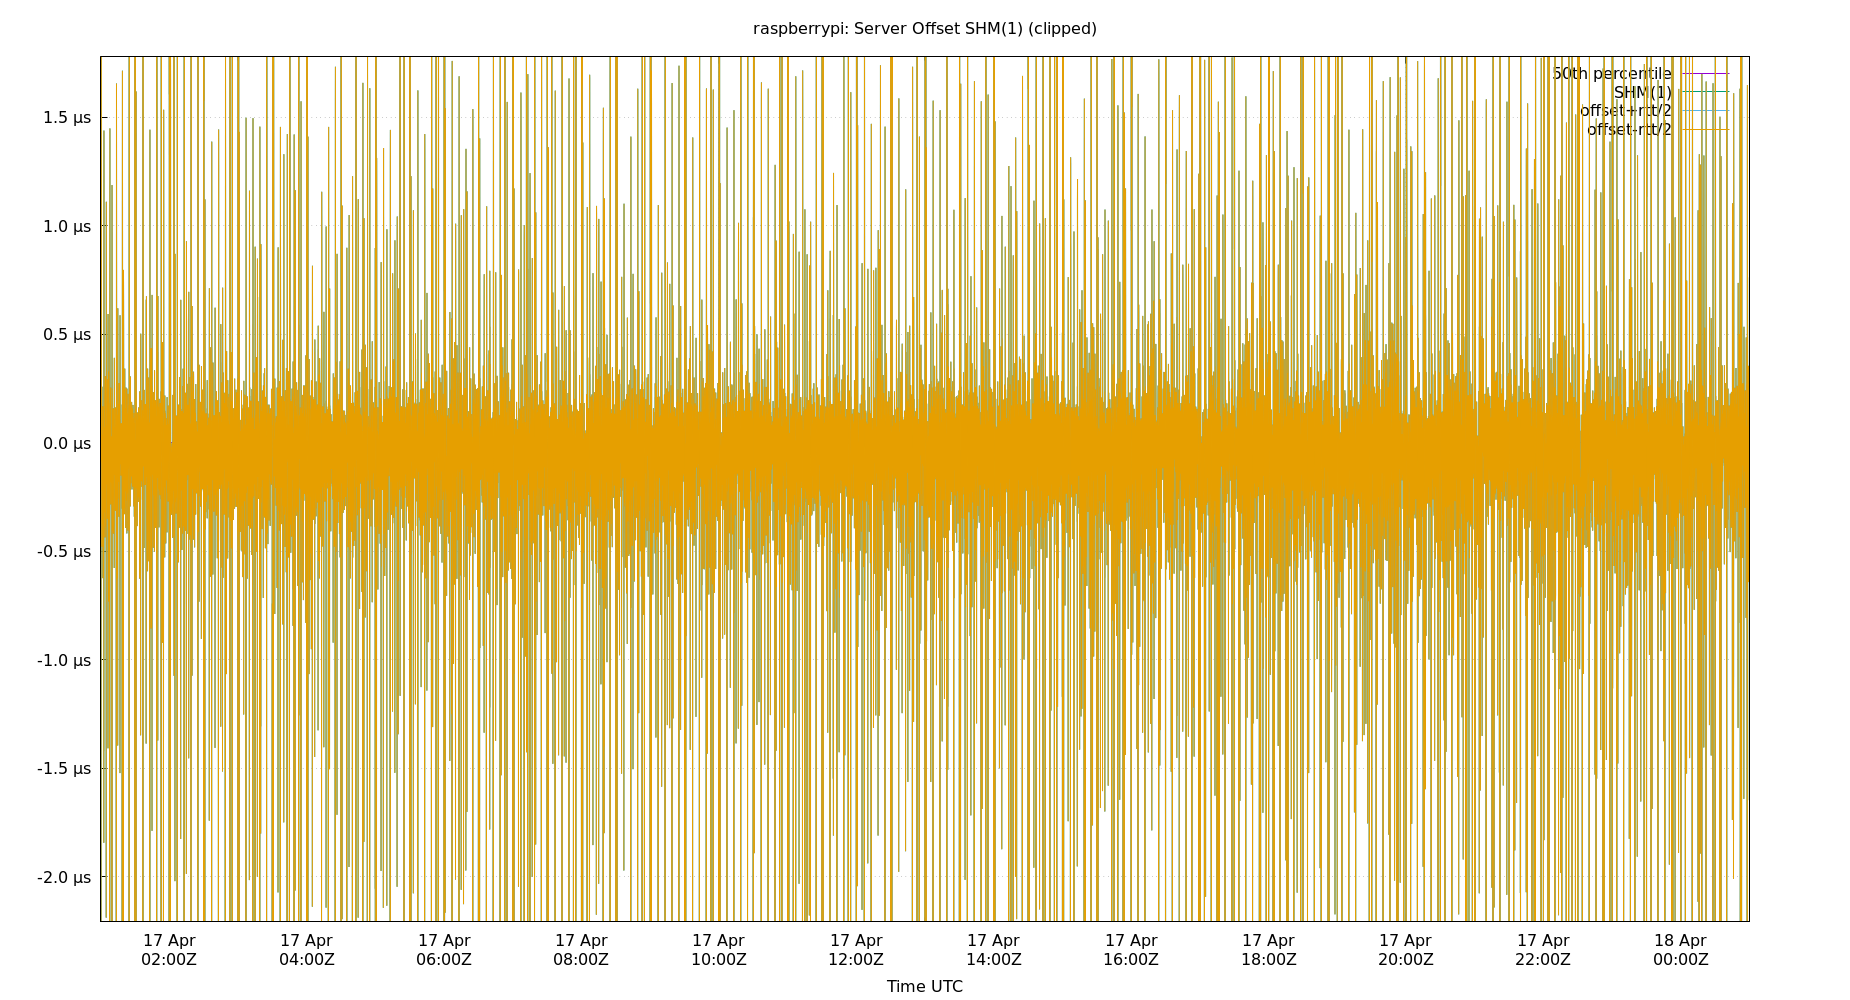 raspberrypi: Server Offset SHM(1) (clipped)
50th percentile
SHM(1)
offset+rtt/2
offset-rtt/2
1.5 µs
1.0 µs
0.5 µs
0.0 µs
-0.5 µs
-1.0 µs
-1.5 µs
-2.0 µs
17 Apr 17 Apr 17 Apr 17 Apr 17 Apr 17 Apr 17 Apr 17 Apr 17 Apr 17 Apr 17 Apr 18 Apr
02:00Z 04:00Z 06:00Z 08:00Z 10:00Z 12:00Z 14:00Z 16:00Z 18:00Z 20:00Z 22:00Z 00:00Z
Time UTC